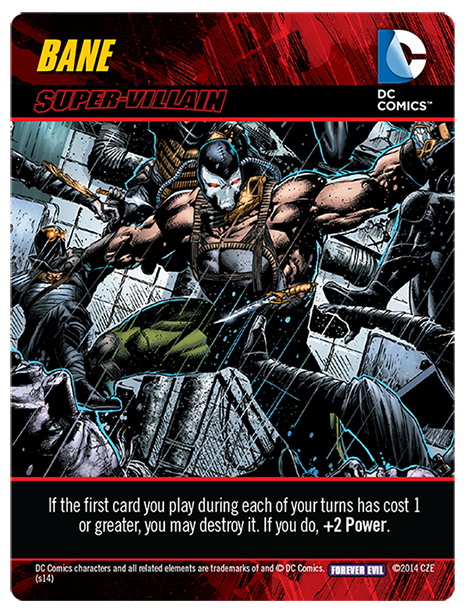 BANE
SUPER-VILLAIN
DC
COMICS™
If the first card you play during each of your turns has cost 1
or greater, you may destroy it. If you do, +2 Power.
DC Comics characters and all related elements are trademarks of and © DC Comics. FOREVER EVIL ©2014 CZE
(s14)